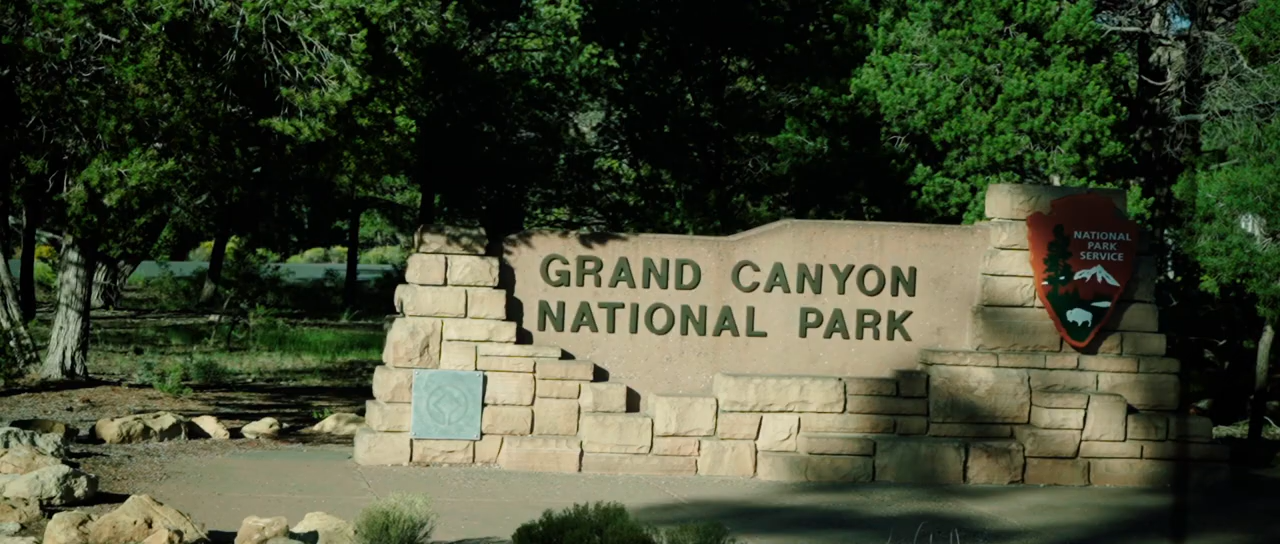 GRAND CANYON
NATIONAL PARK
NATIONAL
PARK
SERVICE